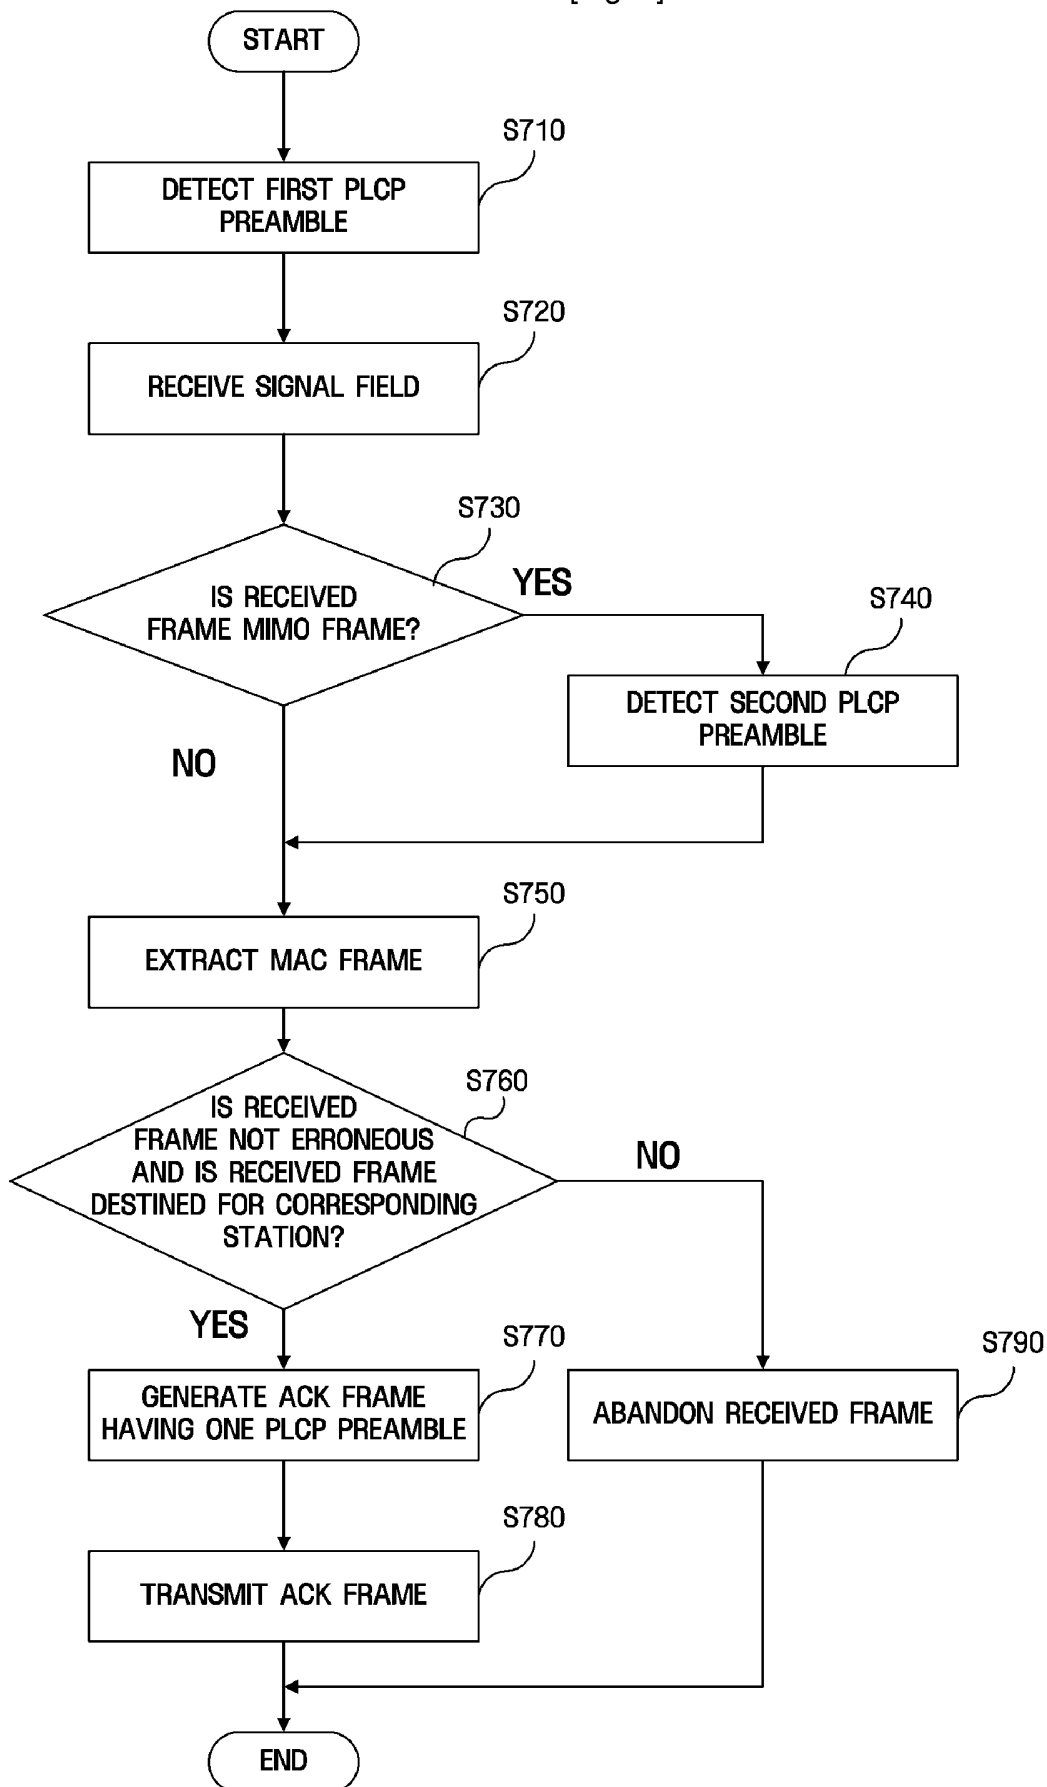 START
S710
DETECT FIRST PLCP
PREAMBLE
S720
RECEIVE SIGNAL FIELD
S730
IS RECEIVED
FRAME MIMO FRAME?
YES
S740
DETECT SECOND PLCP
PREAMBLE
NO
S750
EXTRACT MAC FRAME
S760
IS RECEIVED
FRAME NOT ERRONEOUS
AND IS RECEIVED FRAME
DESTINED FOR CORRESPONDING
STATION?
NO
YES
S770
GENERATE ACK FRAME
HAVING ONE PLCP PREAMBLE
S790
ABANDON RECEIVED FRAME
S780
TRANSMIT ACK FRAME
END